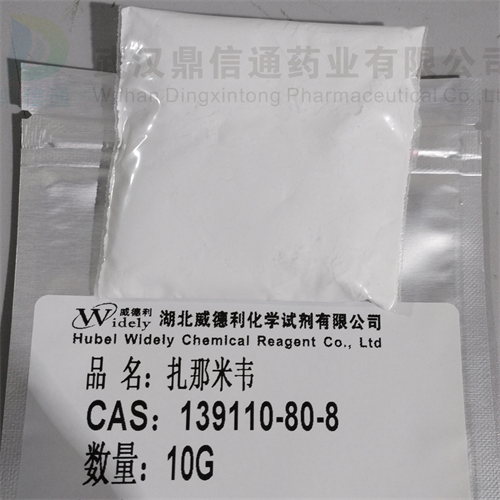 武汉鼎信通药业有限公司
Wuhan Dingxintong Pharmaceutical Co.,Ltd
威德利
Widely
湖北威德利化学试剂有限公司
Hubei Widely Chemical Reagent Co., Ltd
品 名：扎那米韦
CAS：139110-80-8
数量：10G